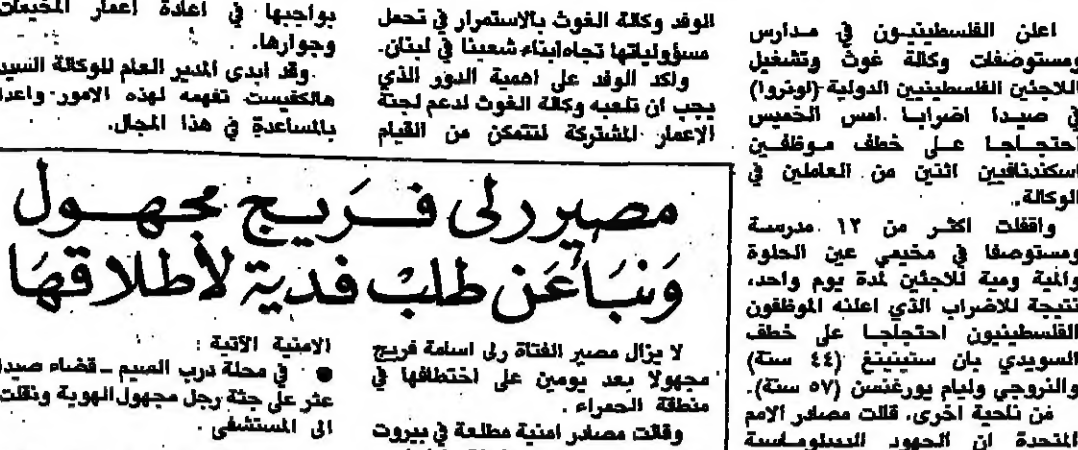 اعلن الفلسطينيون في مدارس
ومستوصفات وكالة غوث وتشغيل
اللاجئين الفلسطينيين الدولية (اونروا)
في صيدا اضرابا امس الخميس
احتجاجا على خطف موظفين
اسكندنافيين اثنين من العاملين في
الوكالة.
واقفلت اكثر من ١٢ مدرسة
ومستوصفا في مخيمي عين الحلوة
والمية ومية للاجئين لمدة يوم واحد،
نتيجة للاضراب الذي اعلنه الموظفون
الفلسطينيون احتجاجا على خطف
السويدي يان ستينينغ (٤٤ سنة)
والنروجي وليام يورغنسن (٥٧ سنة).
من ناحية اخرى، قالت مصادر الامم
المتحدة ان الجهود الديبلوماسية
الوفد وكالة الغوث بالاستمرار في تحمل
مسؤولياتها تجاه ابناء شعبنا في لبنان.
واكد الوفد على اهمية الدور الذي
يجب ان تلعبه وكالة الغوث لدعم لجنة
الاعمار المشتركة لتتمكن من القيام
بواجبها في اعادة اعمار المخيمات
وجوارها.
وقد ابدى المدير العام للوكالة السيد
هالكفيست تفهمه لهذه الامور واعدا
بالمساعدة في هذا المجال.
مصير رلى فريج مجهول
ونبا عن طلب فدية لأطلاقها
لا يزال مصير الفتاة رلى اسامة فريج
مجهولا بعد يومين على اختطافها في
منطقة الحمراء.
وقالت مصادر امنية مطلعة في بيروت
الامنية الآتية :
● في محلة درب السيم ـ قضاء صيدا
عثر على جثة رجل مجهول الهوية ونقلت
الى المستشفى.